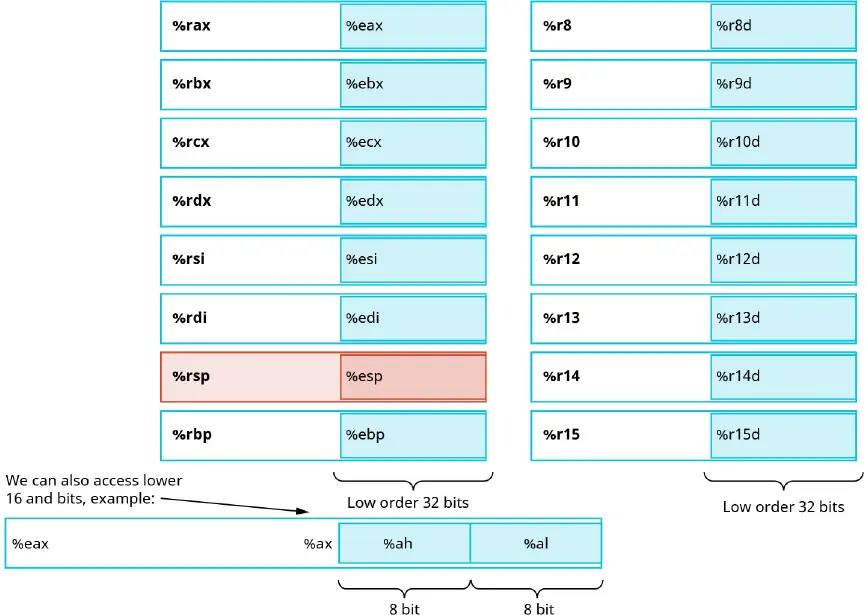 %rax %eax %r8 %r8d
%rbx %ebx %r9 %r9d
%rcx %ecx %r10 %r10d
%rdx %edx %r11 %r11d
%rsi %esi %r12 %r12d
%rdi %edi %r13 %r13d
%rsp %esp %r14 %r14d
%rbp %ebp %r15 %r15d
We can also access lower
16 and bits, example:
Low order 32 bits Low order 32 bits
%eax %ax %ah %al
8 bit 8 bit